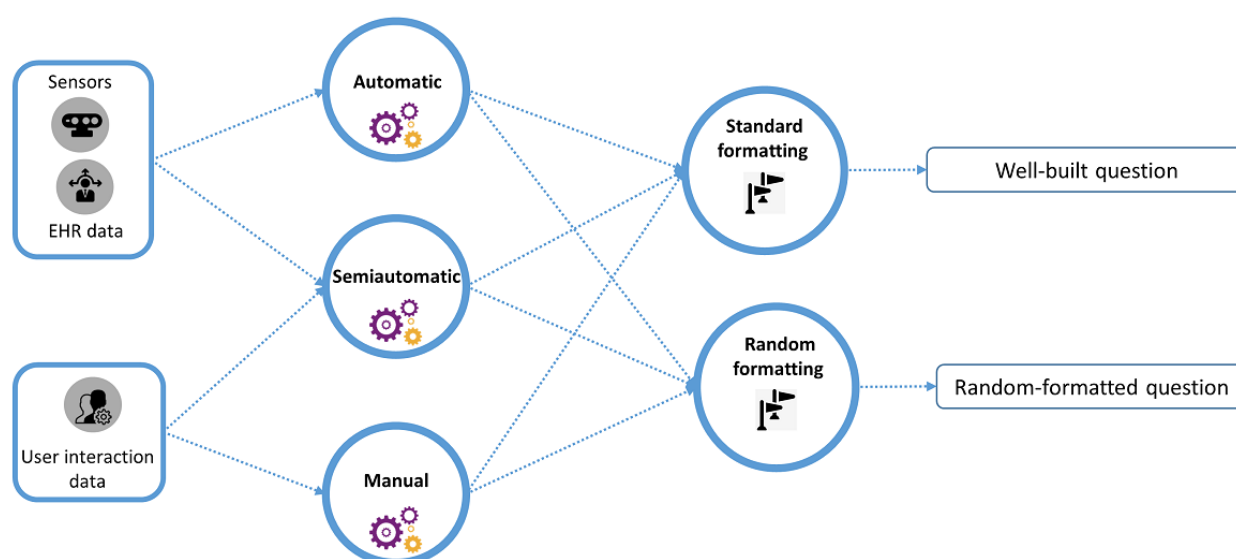 Sensors
EHR data
User interaction
data
Automatic
Semiautomatic
Manual
Standard
formatting
Random
formatting
Well-built question
Random-formatted question